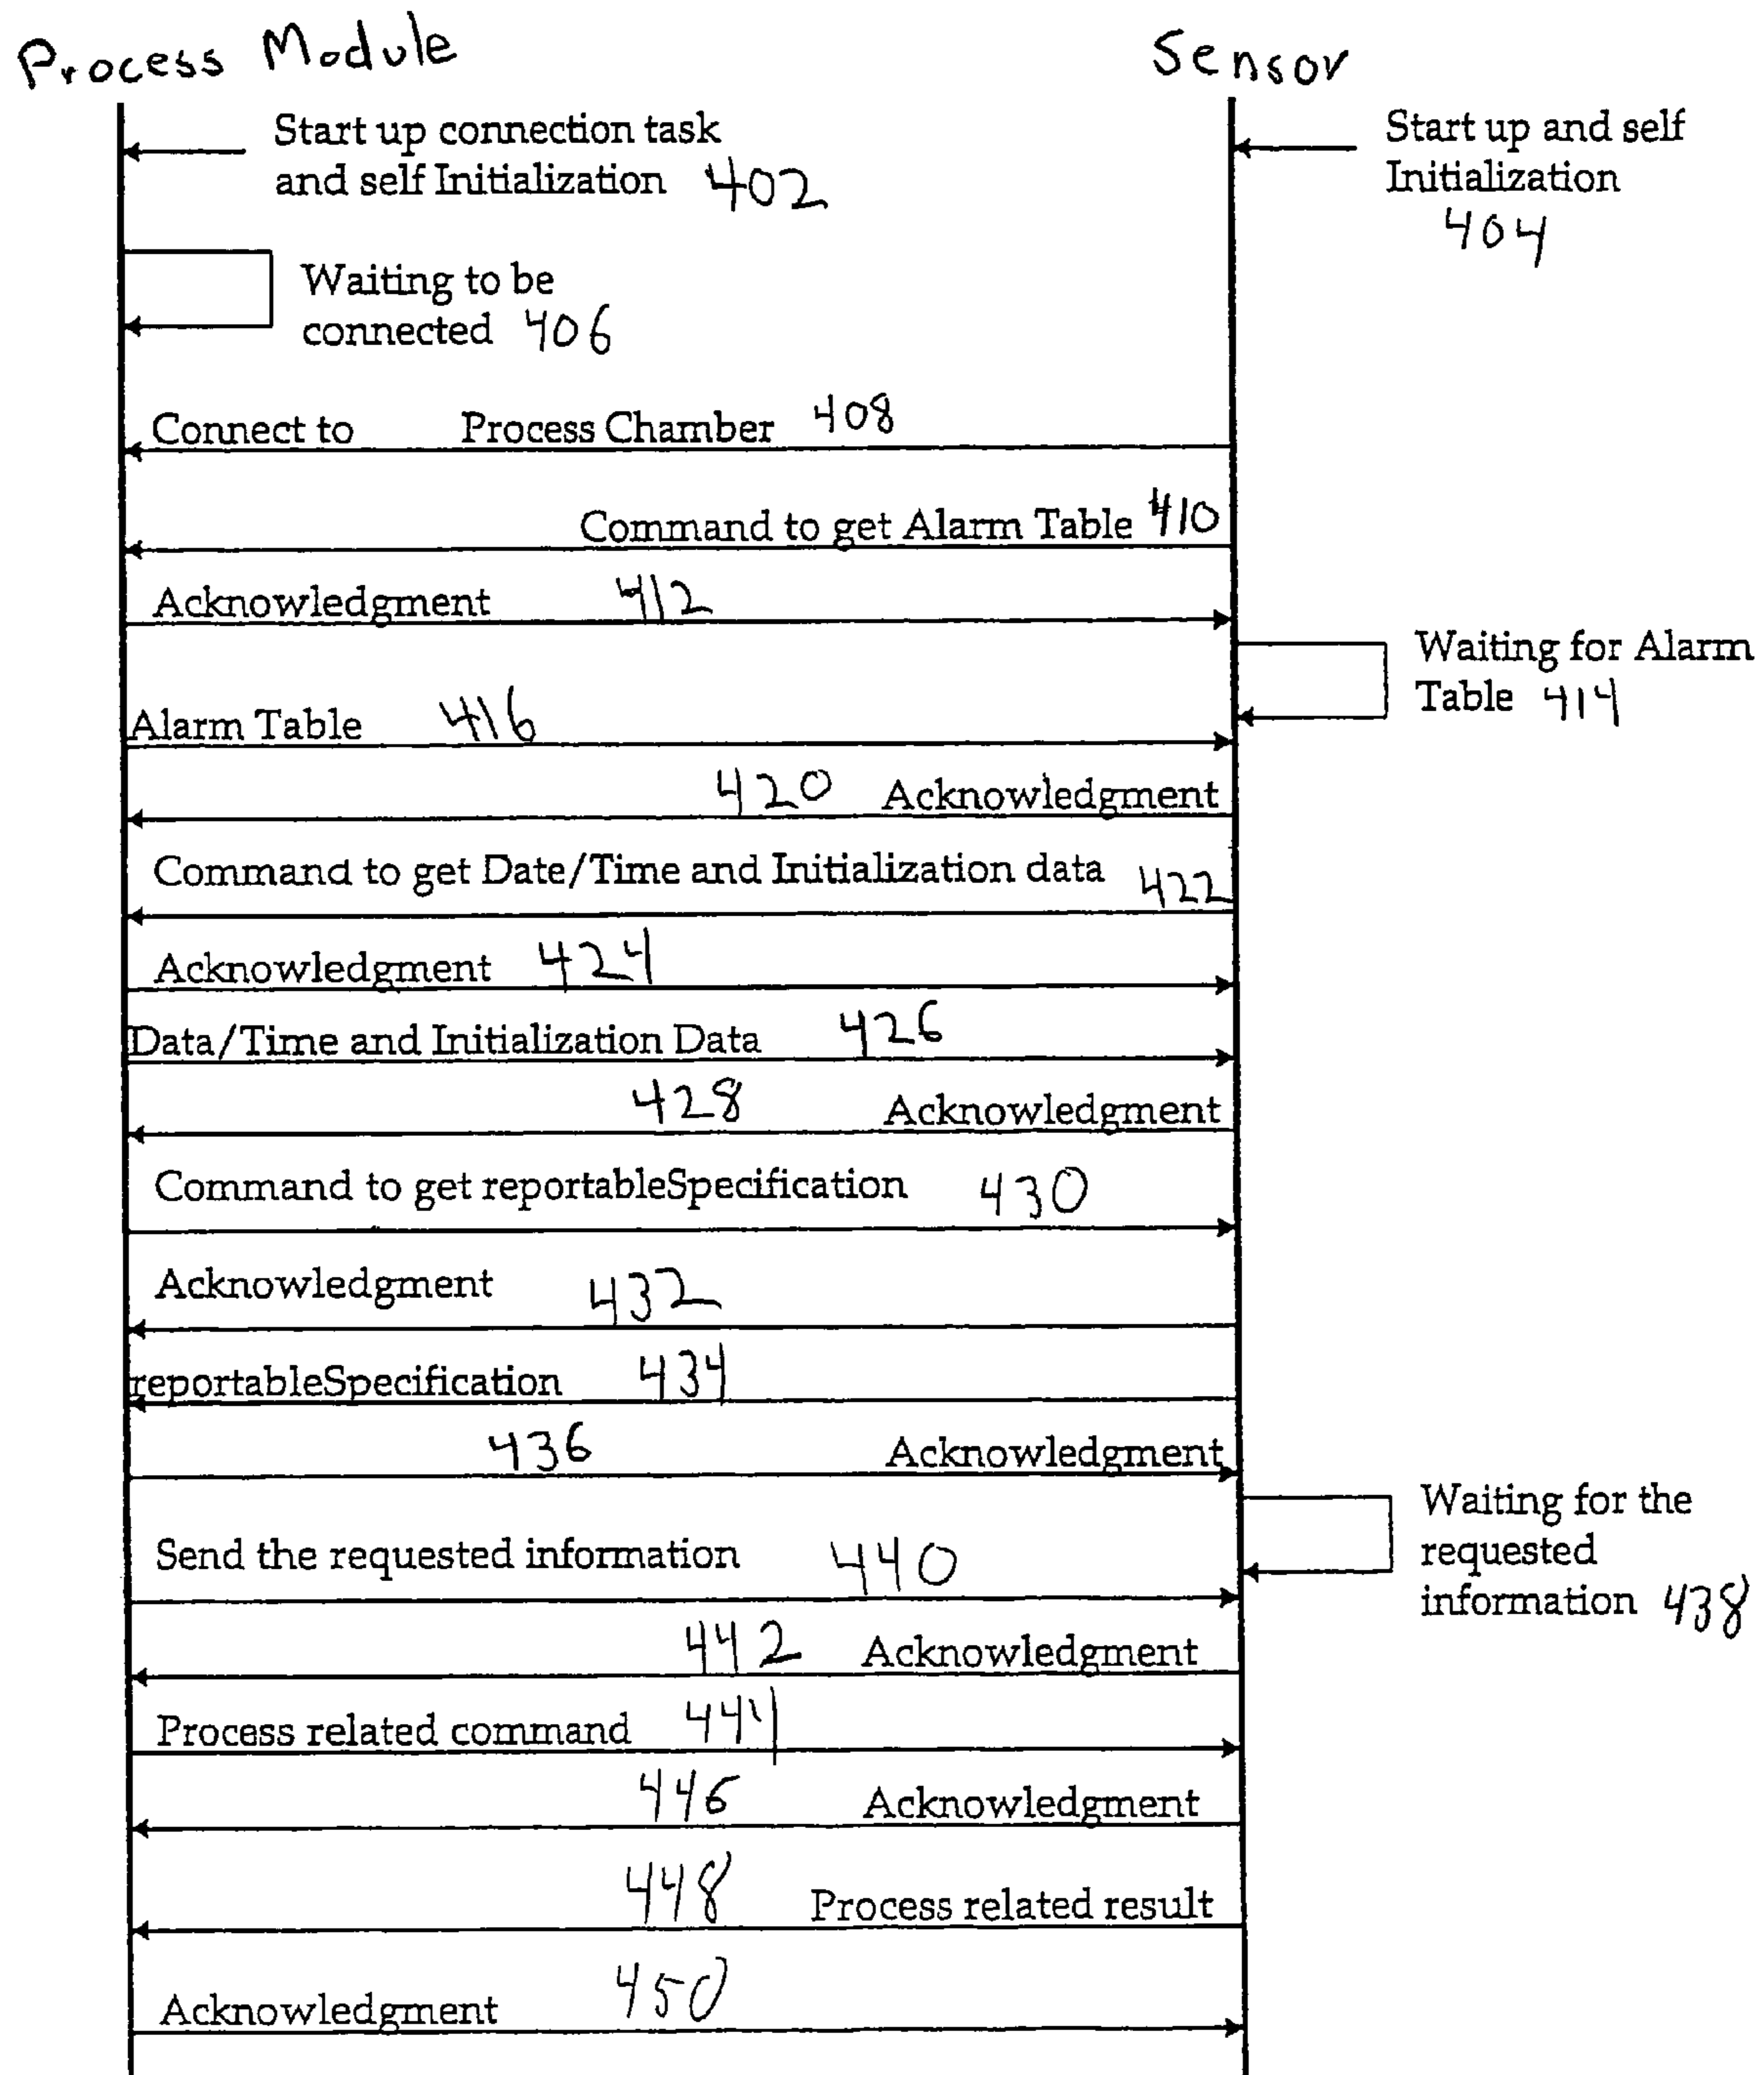 Process Module
Sensor
Start up connection task
and self Initialization 402
Start up and self
Initialization
404
Waiting to be
connected 406
Connect to Process Chamber 408
Command to get Alarm Table 410
Acknowledgment 412
Waiting for Alarm
Table 414
Alarm Table 416
420 Acknowledgment
Command to get Date/Time and Initialization data 422
Acknowledgment 424
Data/Time and Initialization Data 426
428 Acknowledgment
Command to get reportableSpecification 430
Acknowledgment 432
reportableSpecification 434
436 Acknowledgment
Waiting for the
requested
information 438
Send the requested information 440
442 Acknowledgment
Process related command 444
446 Acknowledgment
448 Process related result
Acknowledgment 450